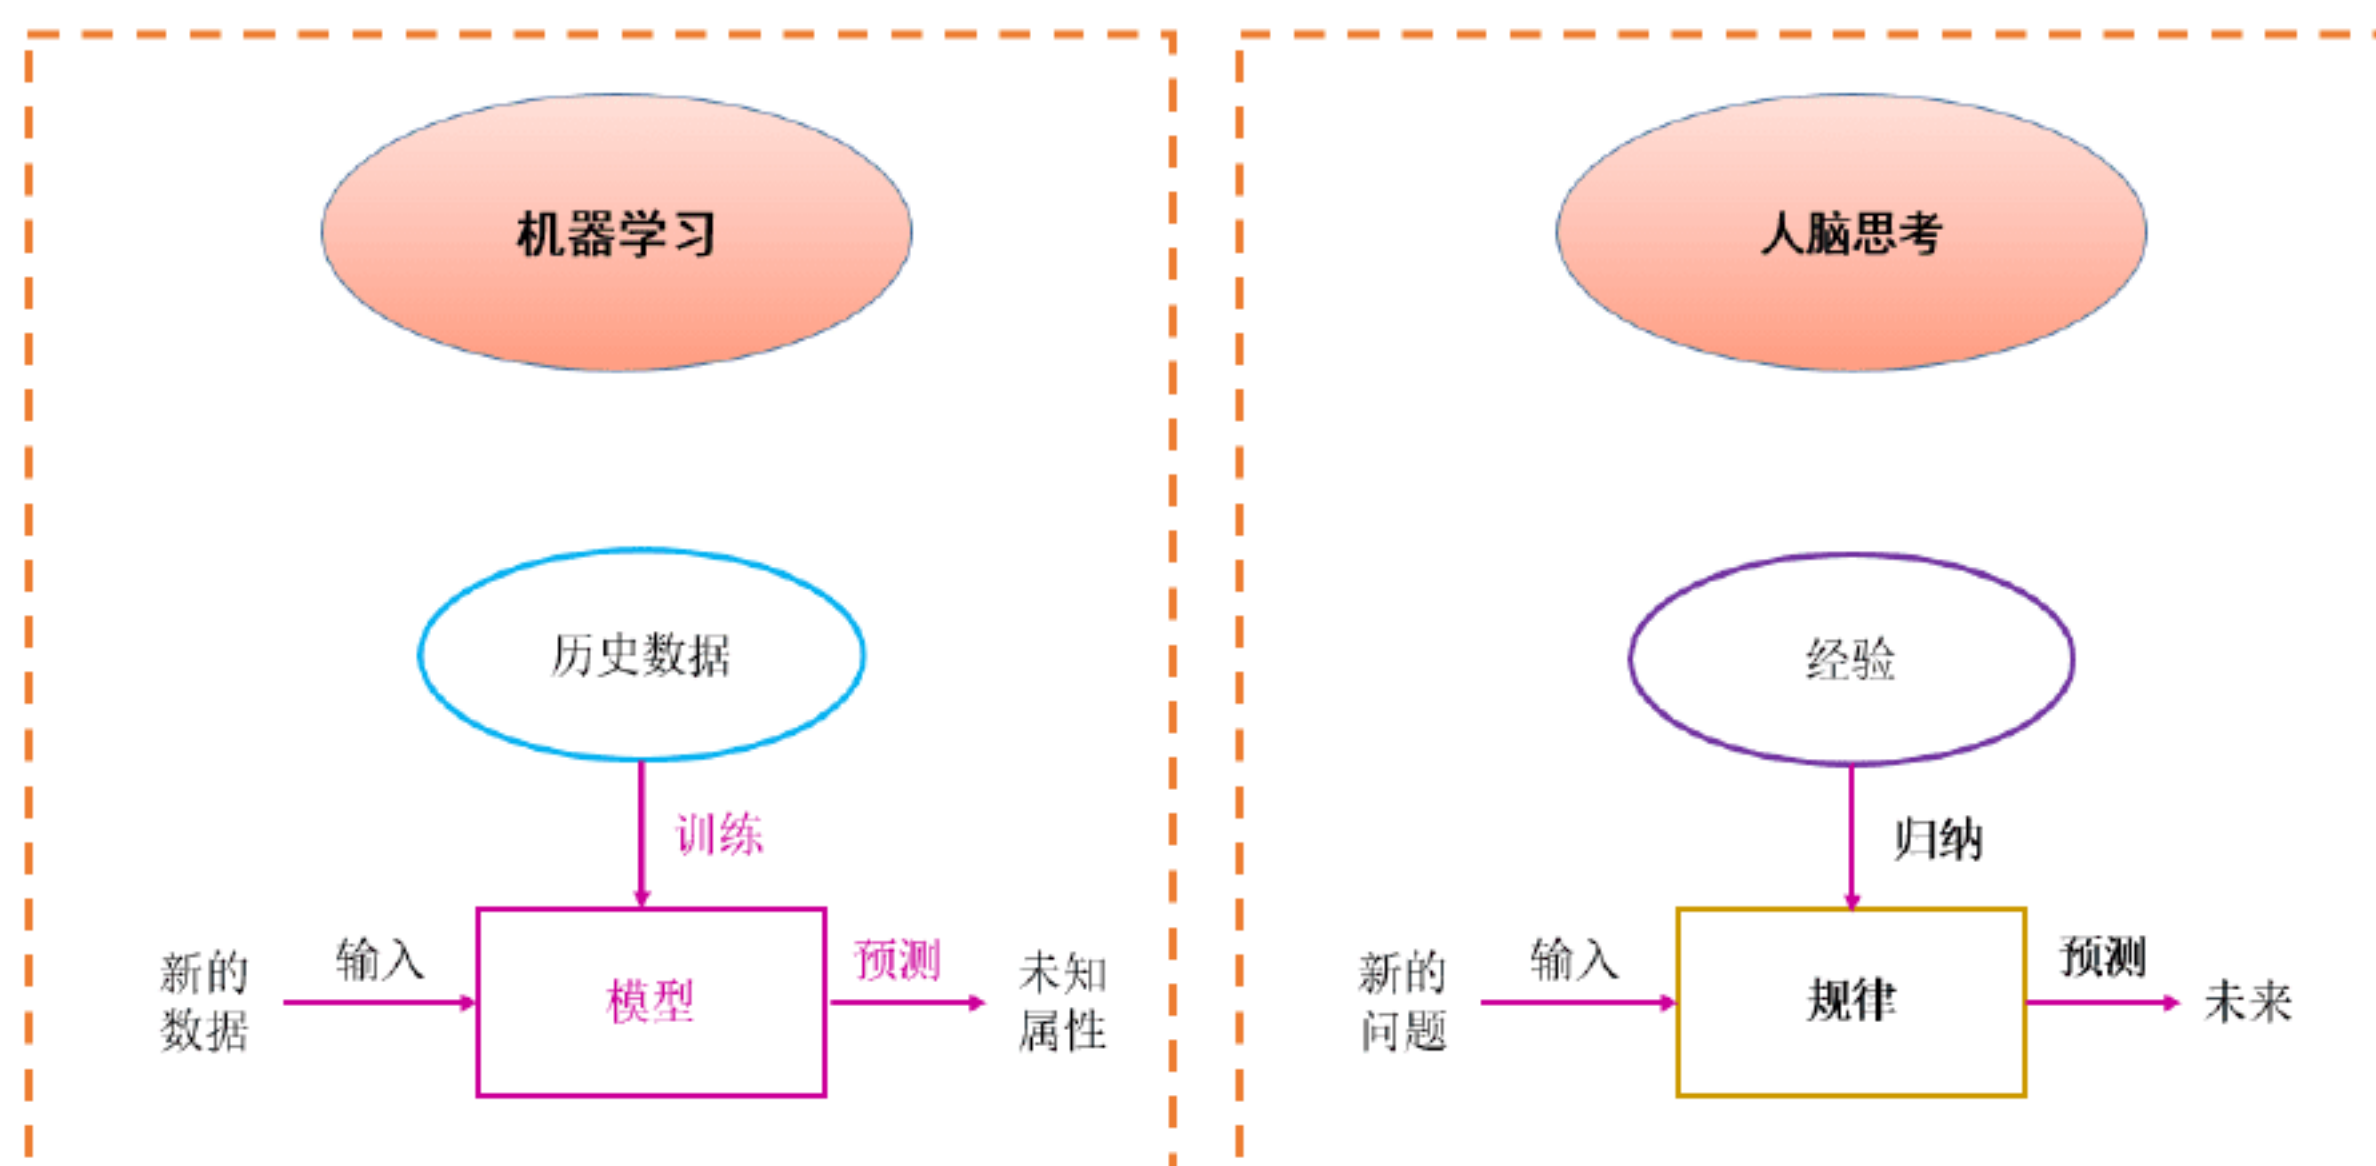 机器学习
历史数据
训练
新的
数据
输入
模型
预测
未知
属性
人脑思考
经验
归纳
新的
问题
输入
规律
预测
未来